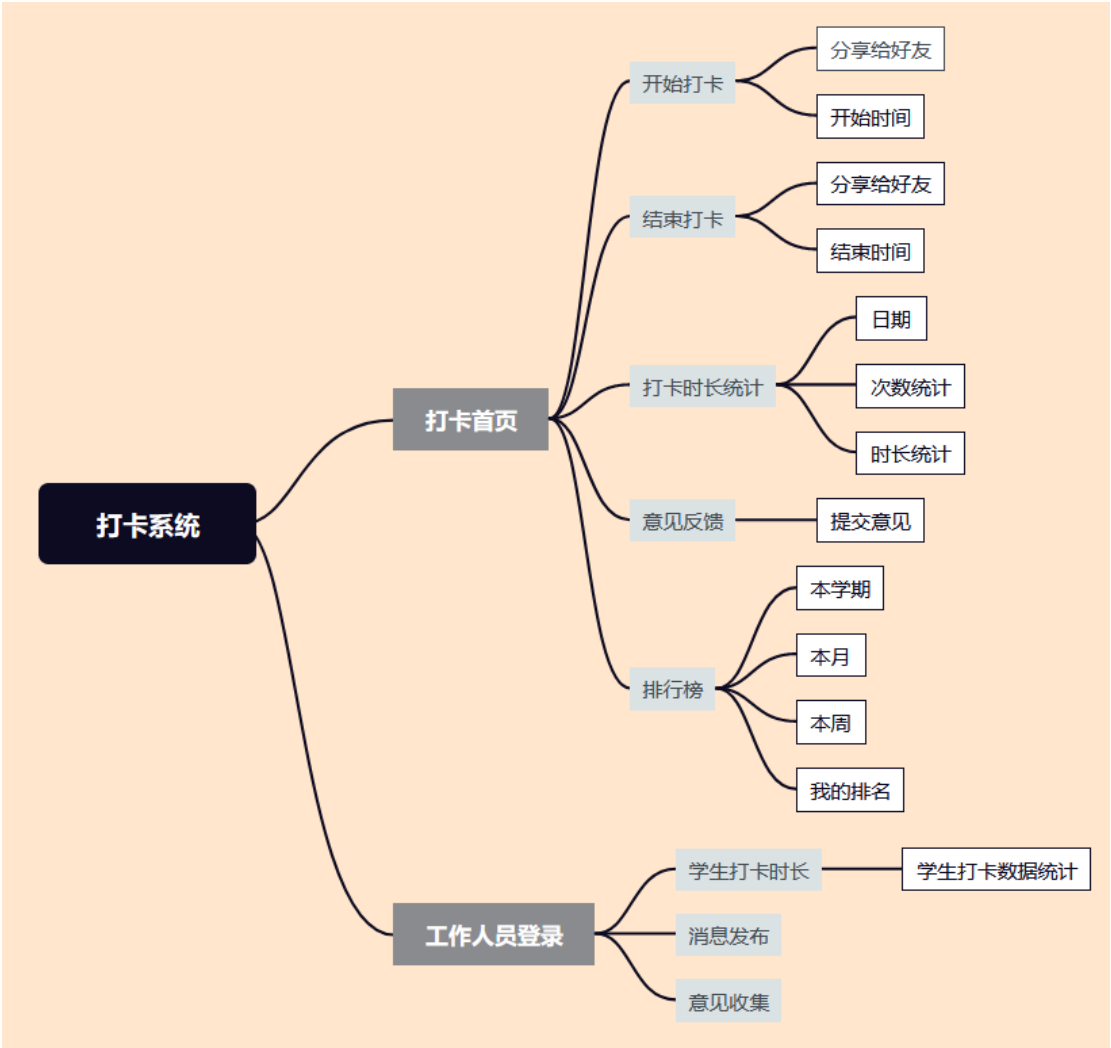 打卡系统
打卡首页
开始打卡
分享给好友
开始时间
结束打卡
分享给好友
结束时间
打卡时长统计
日期
次数统计
时长统计
意见反馈
提交意见
排行榜
本学期
本月
本周
我的排名
工作人员登录
学生打卡时长
学生打卡数据统计
消息发布
意见收集